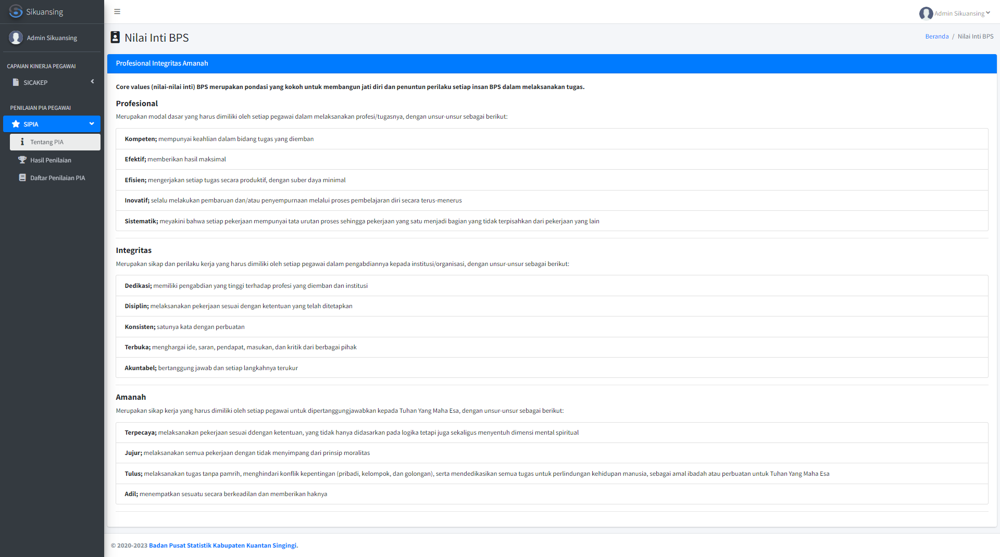 Sikuansing
Admin Sikuansing
Admin Sikuansing
CAPAIAN KINERJA PEGAWAI
SICAKEP
PENILAIAN PIA PEGAWAI
SIPIA
Tentang PIA
Hasil Penilaian
Daftar Penilaian PIA
Nilai Inti BPS
Beranda / Nilai Inti BPS
Profesional Integritas Amanah
Core values (nilai-nilai inti) BPS merupakan pondasi yang kokoh untuk membangun jati diri dan penuntun perilaku setiap insan BPS dalam melaksanakan tugas.
Profesional
Merupakan modal dasar yang harus dimiliki oleh setiap pegawai dalam melaksanakan profesi/tugasnya, dengan unsur-unsur sebagai berikut:
Kompeten; mempunyai keahlian dalam bidang tugas yang diemban
Efektif; memberikan hasil maksimal
Efisien; mengerjakan setiap tugas secara produktif, dengan suber daya minimal
Inovatif; selalu melakukan pembaruan dan/atau penyempurnaan melalui proses pembelajaran diri secara terus-menerus
Sistematik; meyakini bahwa setiap pekerjaan mempunyai tata urutan proses sehingga pekerjaan yang satu menjadi bagian yang tidak terpisahkan dari pekerjaan yang lain
Integritas
Merupakan sikap dan perilaku kerja yang harus dimiliki oleh setiap pegawai dalam pengabdiannya kepada institusi/organisasi, dengan unsur-unsur sebagai berikut:
Dedikasi; memiliki pengabdian yang tinggi terhadap profesi yang diemban dan institusi
Disiplin; melaksanakan pekerjaan sesuai dengan ketentuan yang telah ditetapkan
Konsisten; satunya kata dengan perbuatan
Terbuka; menghargai ide, saran, pendapat, masukan, dan kritik dari berbagai pihak
Akuntabel; bertanggung jawab dan setiap langkahnya terukur
Amanah
Merupakan sikap kerja yang harus dimiliki oleh setiap pegawai untuk dipertanggungjawabkan kepada Tuhan Yang Maha Esa, dengan unsur-unsur sebagai berikut:
Terpecaya; melaksanakan pekerjaan sesuai ddengan ketentuan, yang tidak hanya didasarkan pada logika tetapi juga sekaligus menyentuh dimensi mental spiritual
Jujur; melaksanakan semua pekerjaan dengan tidak menyimpang dari prinsip moralitas
Tulus; melaksanakan tugas tanpa pamrih, menghindari konflik kepentingan (pribadi, kelompok, dan golongan), serta mendedikasikan semua tugas untuk perlindungan kehidupan manusia, sebagai amal ibadah atau perbuatan untuk Tuhan Yang Maha Esa
Adil; menempatkan sesuatu secara berkeadilan dan memberikan haknya
© 2020-2023 Badan Pusat Statistik Kabupaten Kuantan Singingi.